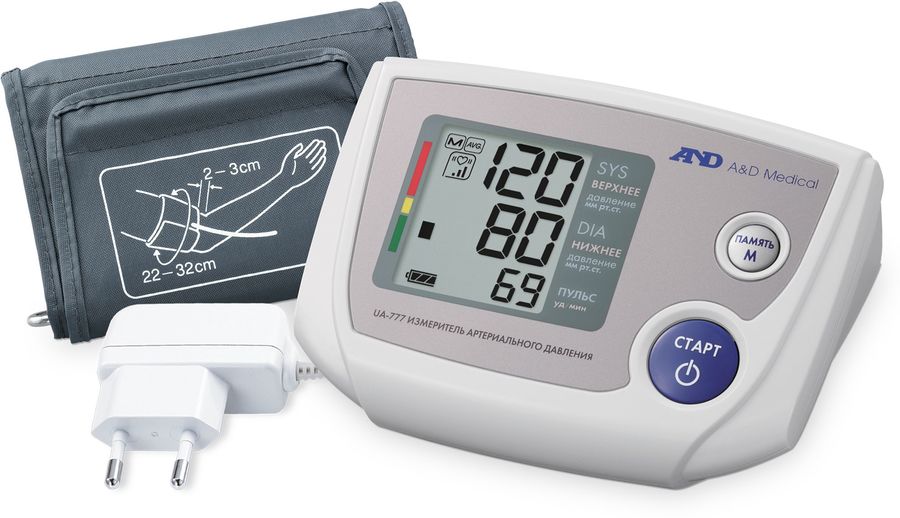 2-3cm
22-32cm
M AVG.
120
SYS
ВЕРХНЕЕ
давление
мм рт.ст.
80
DIA
НИЖНЕЕ
давление
мм рт.ст.
69
ПУЛЬС
уд. мин
AND A&D Medical
ПАМЯТЬ
M
СТАРТ
UA-777 ИЗМЕРИТЕЛЬ АРТЕРИАЛЬНОГО ДАВЛЕНИЯ